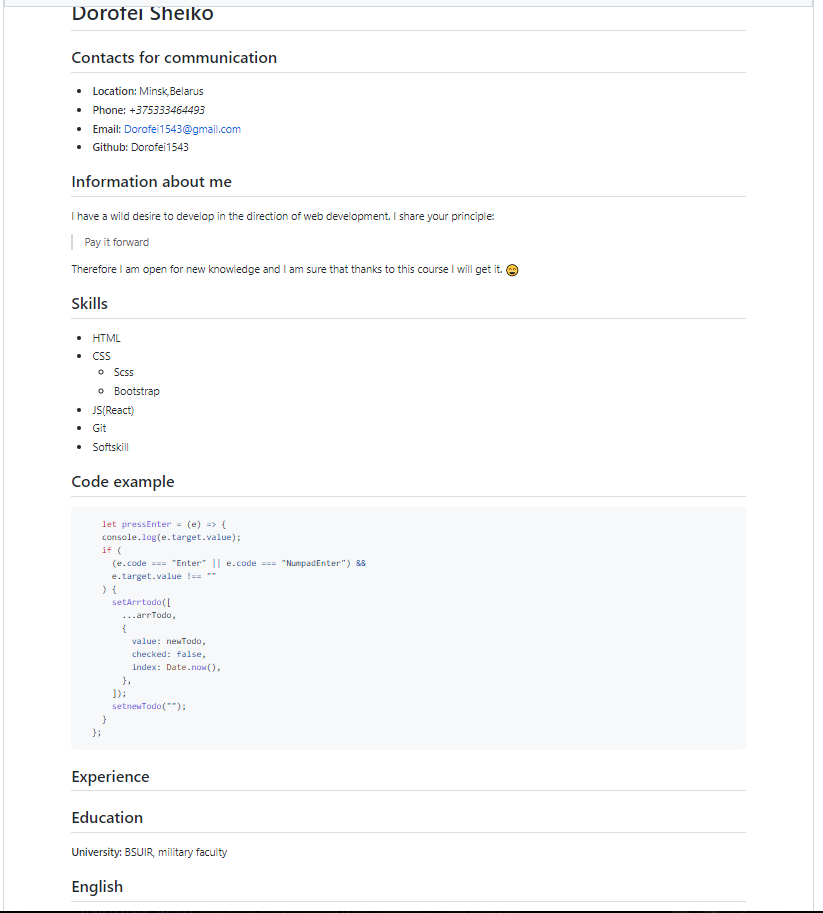 Dorofei Sheiko
Contacts for communication
Location: Minsk,Belarus
Phone: +375333464493
Email: Dorofei1543@gmail.com
Github: Dorofei1543
Information about me
I have a wild desire to develop in the direction of web development. I share your principle:
Pay it forward
Therefore I am open for new knowledge and I am sure that thanks to this course I will get it. 😄
Skills
HTML
CSS
Scss
Bootstrap
JS(React)
Git
Softskill
Code example
let pressEnter = (e) => {
console.log(e.target.value);
if (
(e.code === "Enter" || e.code === "NumpadEnter") &&
e.target.value !== ""
) {
setArrtodo([
...arrTodo,
{
value: newTodo,
checked: false,
index: Date.now(),
},
]);
setnewTodo("");
}
};
Experience
Education
University: BSUIR, military faculty
English